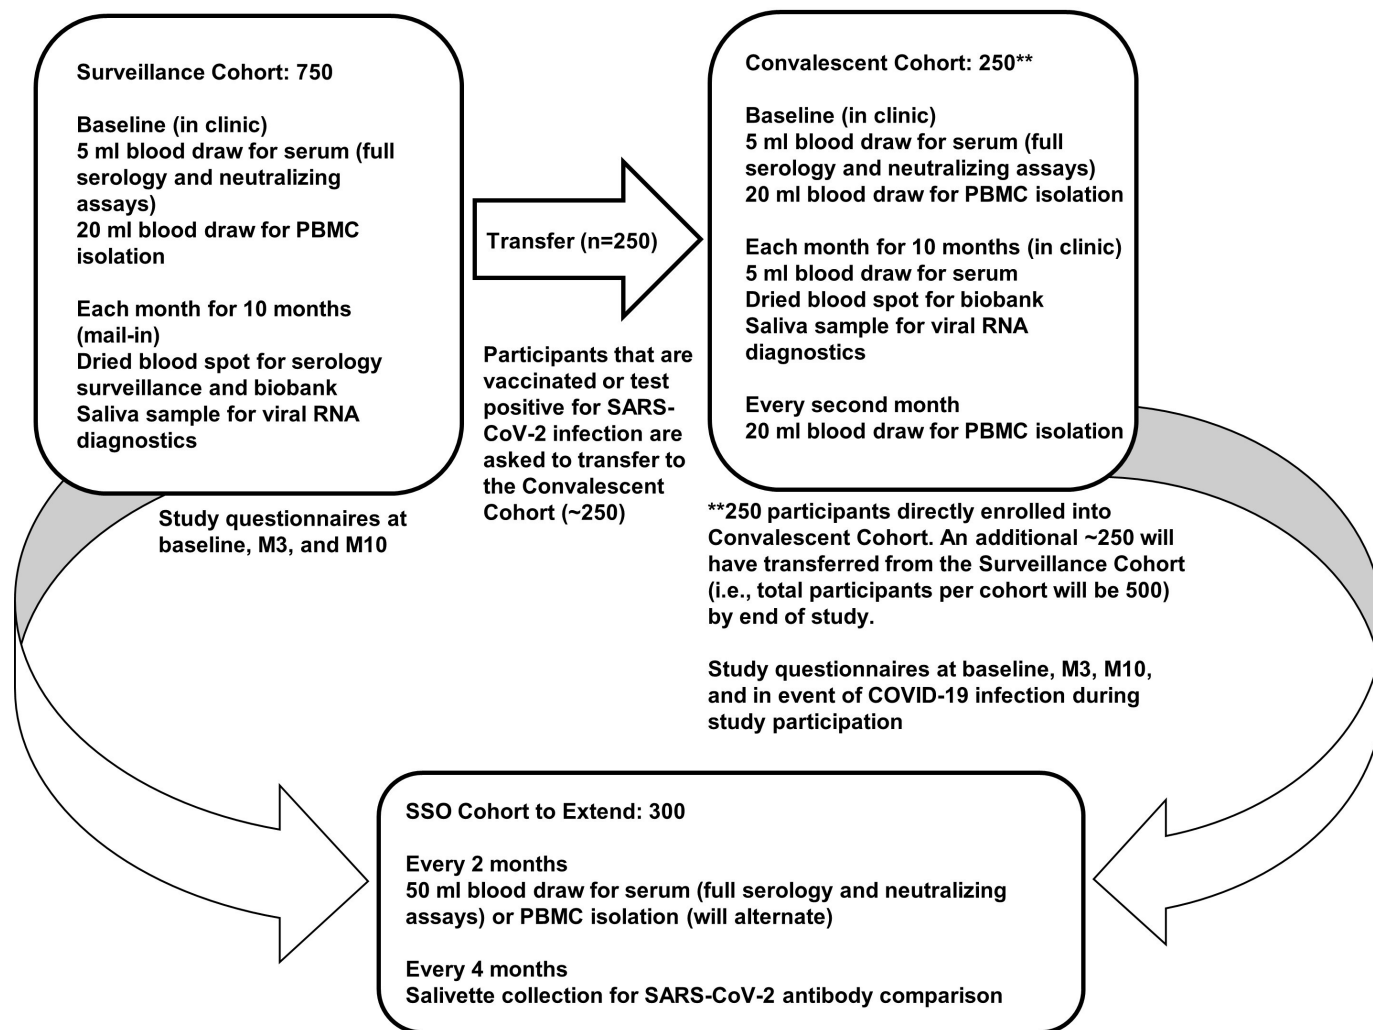 Surveillance Cohort: 750
Baseline (in clinic)
5 ml blood draw for serum (full
serology and neutralizing
assays)
20 ml blood draw for PBMC
isolation
Each month for 10 months
(mail-in)
Dried blood spot for serology
surveillance and biobank
Saliva sample for viral RNA
diagnostics
Study questionnaires at
baseline, M3, and M10
Transfer (n=250)
Participants that are
vaccinated or test
positive for SARS-
CoV-2 infection are
asked to transfer to
the Convalescent
Cohort (~250)
Convalescent Cohort: 250**
Baseline (in clinic)
5 ml blood draw for serum (full
serology and neutralizing assays)
20 ml blood draw for PBMC isolation
Each month for 10 months (in clinic)
5 ml blood draw for serum
Dried blood spot for biobank
Saliva sample for viral RNA
diagnostics
Every second month
20 ml blood draw for PBMC isolation
**250 participants directly enrolled into
Convalescent Cohort. An additional ~250 will
have transferred from the Surveillance Cohort
(i.e., total participants per cohort will be 500)
by end of study.
Study questionnaires at baseline, M3, M10,
and in event of COVID-19 infection during
study participation
SSO Cohort to Extend: 300
Every 2 months
50 ml blood draw for serum (full serology and neutralizing
assays) or PBMC isolation (will alternate)
Every 4 months
Salivette collection for SARS-CoV-2 antibody comparison